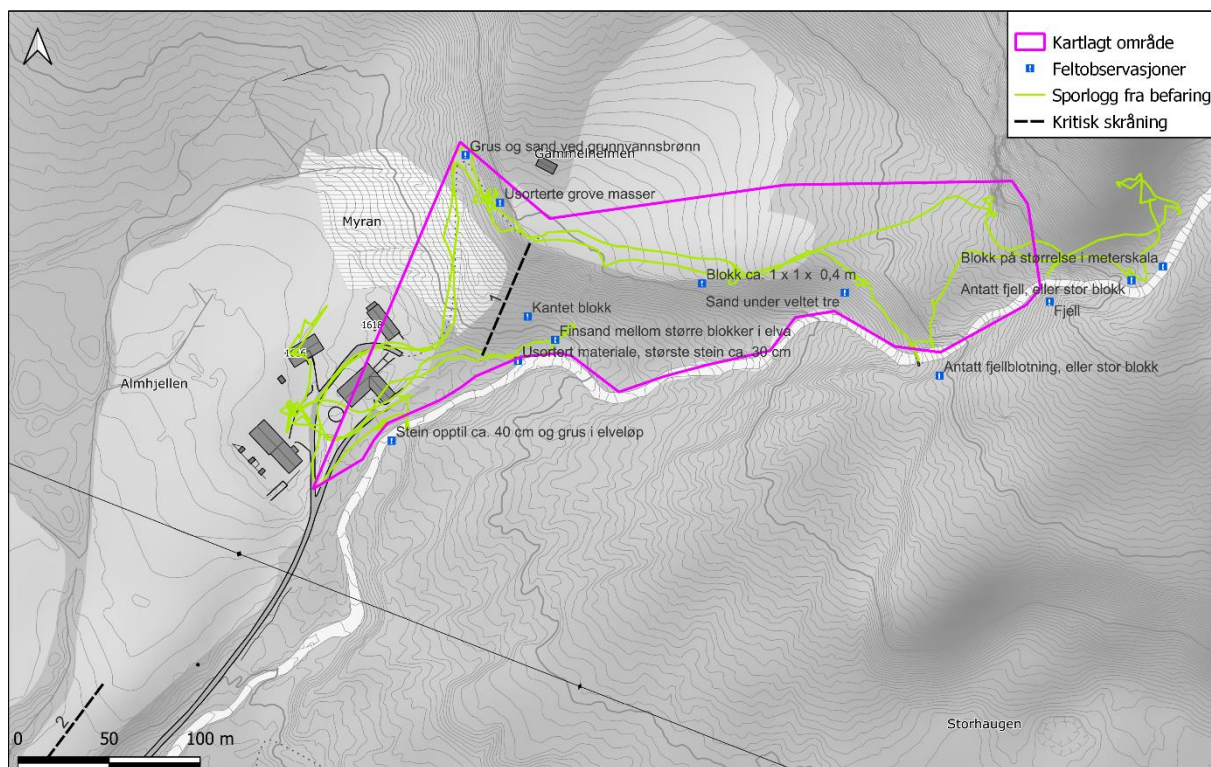 Kartlagt område
Feltobservasjoner
Sporlogg fra befaring
Kritisk skråning
Grus og sand ved grunnvannsbrønn
Gammelheimen
Usorterte grove masser
Myran
Blokk på størrelse i meterskala
Blokk ca. 1 x 1 x 0,4 m
Antatt fjell, eller stor blokk
Sand under veltet tre
Fjell
1
Kantet blokk
1618
Finsand mellom større blokker i elva
Usortert materiale, største stein ca. 30 cm
Antatt fjellblotning, eller stor blokk
Almhjellen
Stein opptil ca. 40 cm og grus i elveløp
2
Storhaugen
0 50 100 m